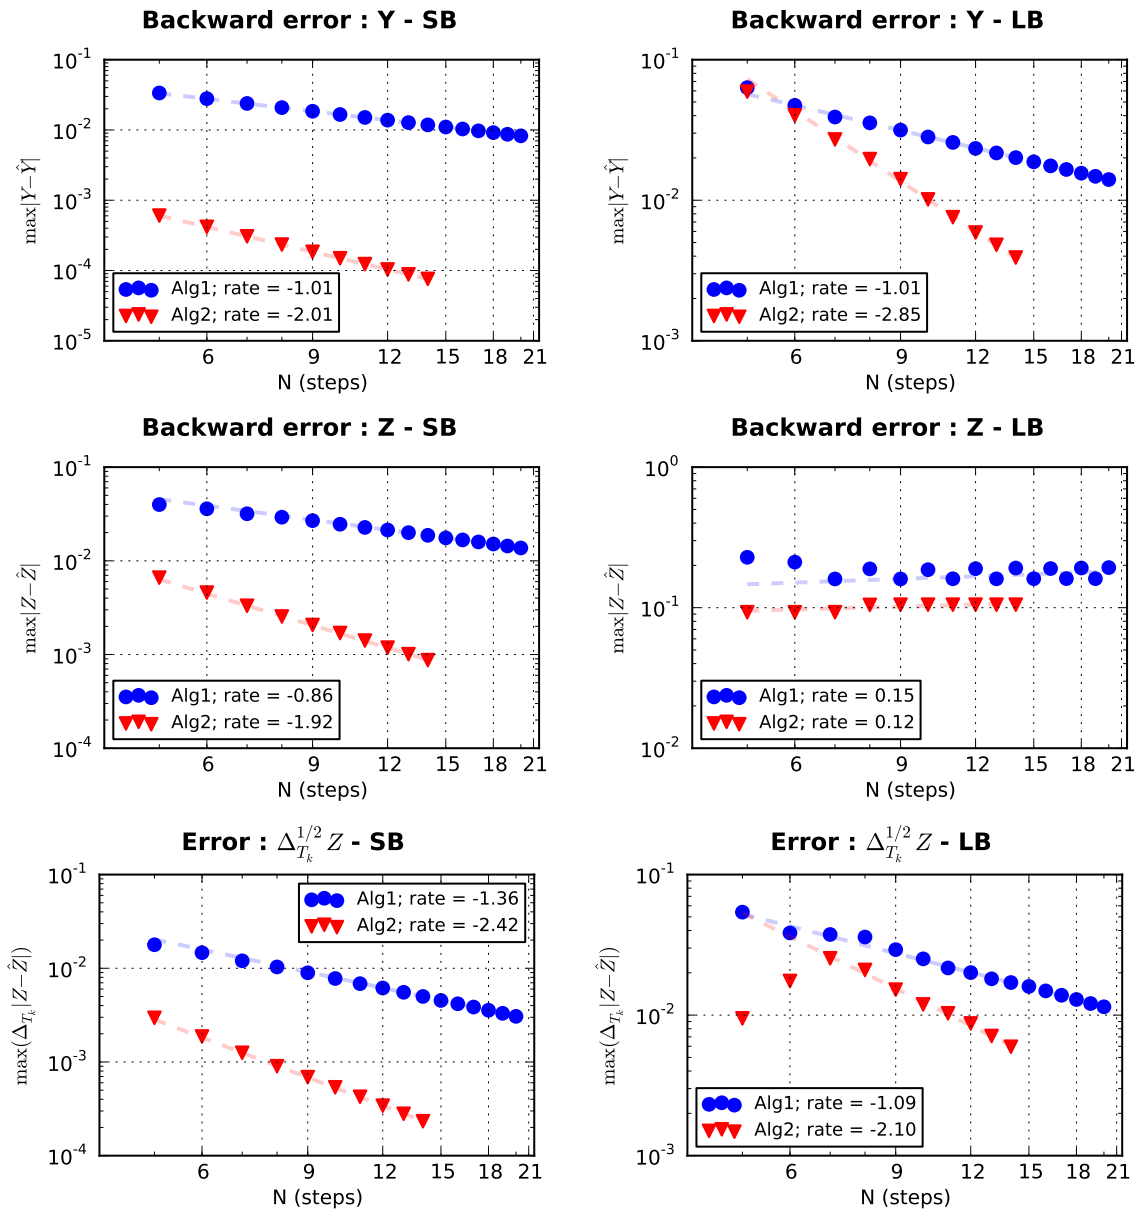 Backward error : Y - SB
10^{-1}
10^{-2}
10^{-3}
10^{-4}
10^{-5}
max|Y−Ŷ|
Alg1; rate = -1.01
Alg2; rate = -2.01
6 9 12 15 18 21
N (steps)
Backward error : Y - LB
10^{-1}
10^{-2}
10^{-3}
max|Y−Ŷ|
Alg1; rate = -1.01
Alg2; rate = -2.85
6 9 12 15 18 21
N (steps)
Backward error : Z - SB
10^{-1}
10^{-2}
10^{-3}
10^{-4}
max|Z−Ẑ|
Alg1; rate = -0.86
Alg2; rate = -1.92
6 9 12 15 18 21
N (steps)
Backward error : Z - LB
10^{0}
10^{-1}
10^{-2}
max|Z−Ẑ|
Alg1; rate = 0.15
Alg2; rate = 0.12
6 9 12 15 18 21
N (steps)
Error : Δ_{T_k}^{1/2} Z - SB
10^{-1}
10^{-2}
10^{-3}
10^{-4}
max(Δ_{T_k}|Z−Ẑ|)
Alg1; rate = -1.36
Alg2; rate = -2.42
6 9 12 15 18 21
N (steps)
Error : Δ_{T_k}^{1/2} Z - LB
10^{-1}
10^{-2}
10^{-3}
max(Δ_{T_k}|Z−Ẑ|)
Alg1; rate = -1.09
Alg2; rate = -2.10
6 9 12 15 18 21
N (steps)